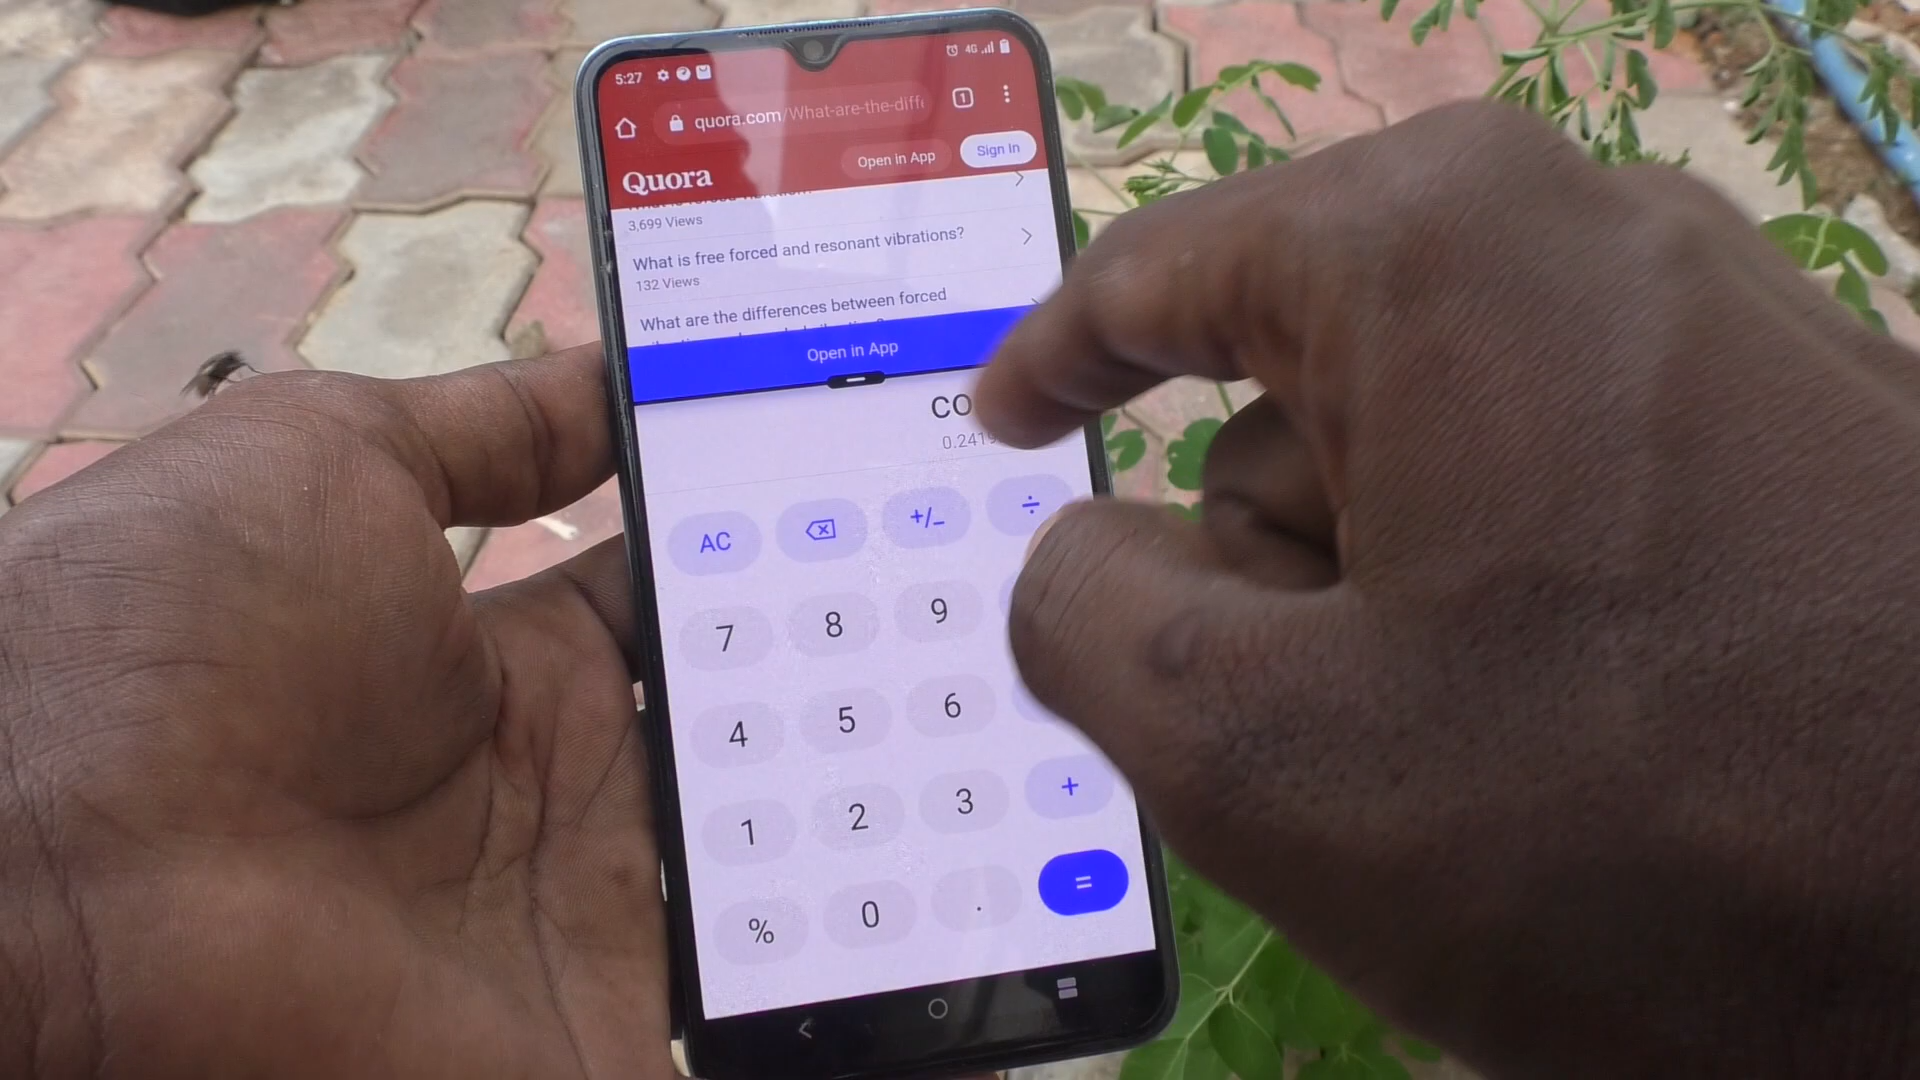 5:27
4G
quora.com/What-are-the-diff
1
Quora
Open in App
Sign In
3,699 Views
What is free forced and resonant vibrations?
132 Views
What are the differences between forced
Open in App
CO
0.241
AC
+/_
÷
7
8
9
4
5
6
1
2
3
+
%
0
.
=